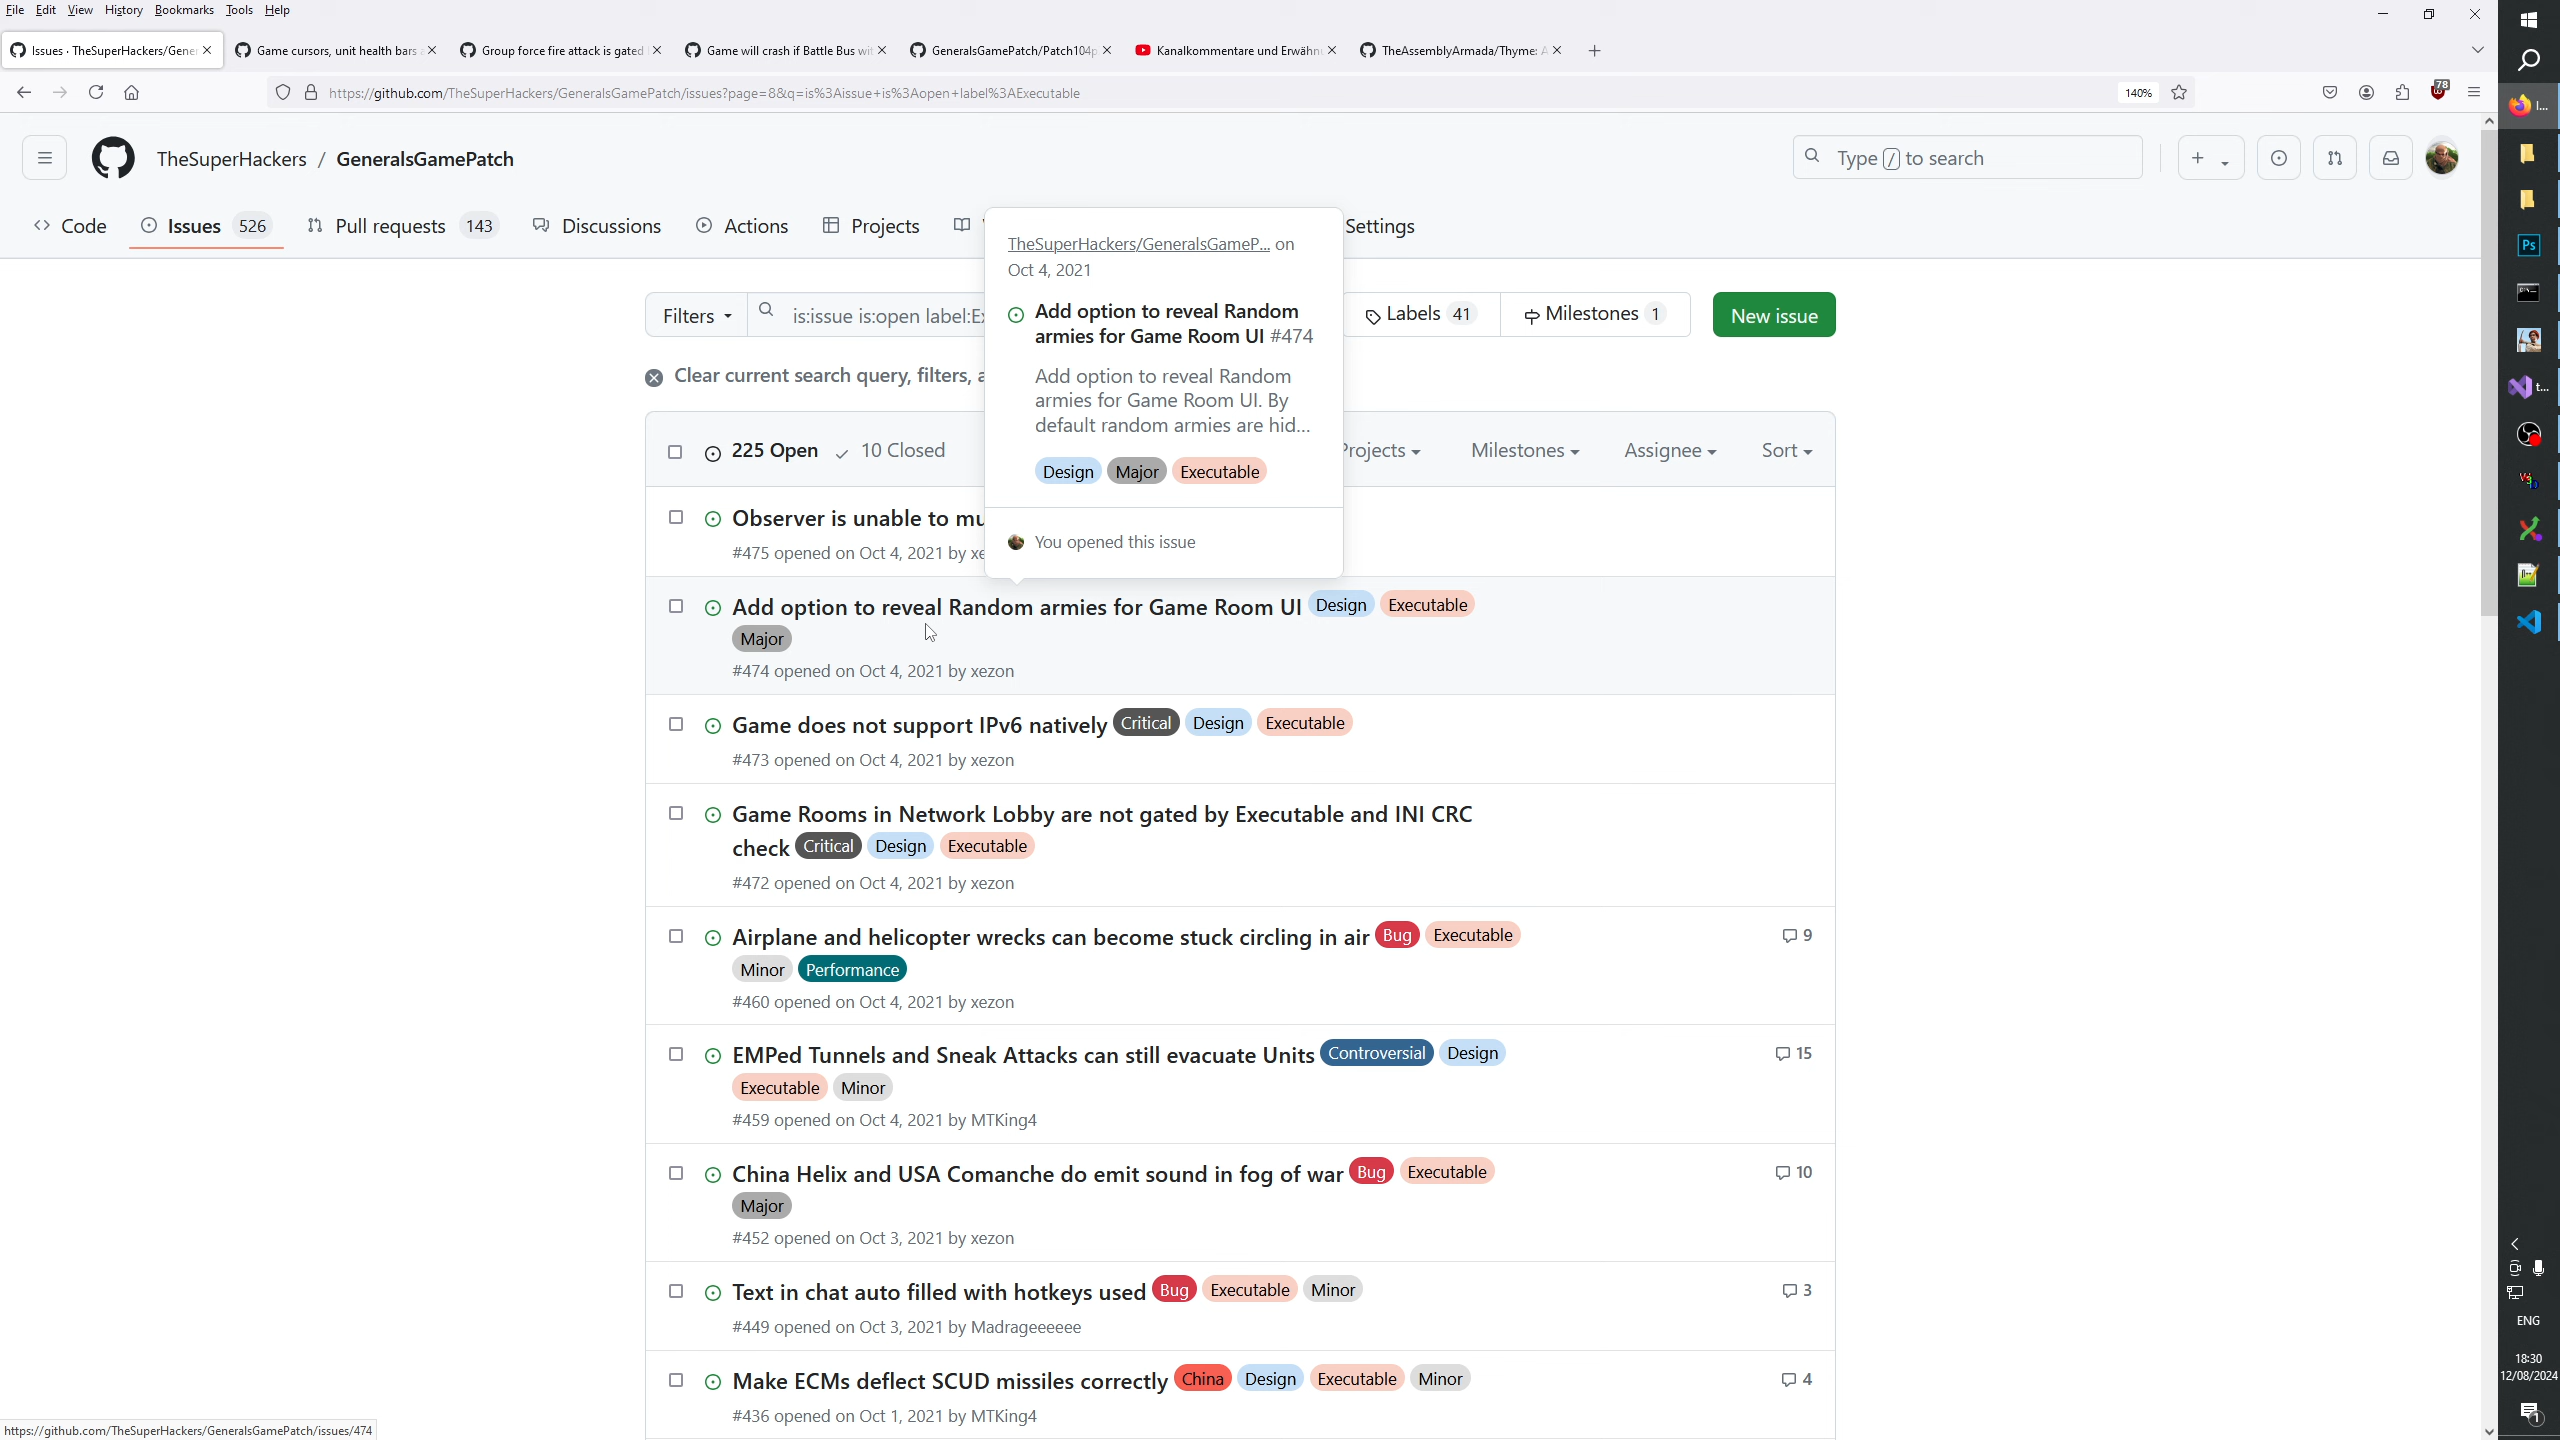 File Edit View History Bookmarks Tools Help
Issues · TheSuperHackers/Gener
Game cursors, unit health bars a
Group force fire attack is gated
Game will crash if Battle Bus wit
GeneralsGamePatch/Patch104p
Kanalkommentare und Erwähn
TheAssemblyArmada/Thyme: A
https://github.com/TheSuperHackers/GeneralsGamePatch/issues?page=8&q=is%3Aissue+is%3Aopen+label%3AExecutable
140%
78
TheSuperHackers / GeneralsGamePatch
Type / to search
Code
Issues 526
Pull requests 143
Discussions
Actions
Projects
Settings
TheSuperHackers/GeneralsGameP... on
Oct 4, 2021
Add option to reveal Random
armies for Game Room UI #474
Add option to reveal Random
armies for Game Room UI. By
default random armies are hid...
Design Major Executable
You opened this issue
Filters
is:issue is:open label:Ex
Labels 41
Milestones 1
New issue
Clear current search query, filters, a
225 Open 10 Closed
Projects Milestones Assignee Sort
Observer is unable to mu
#475 opened on Oct 4, 2021 by xe
Add option to reveal Random armies for Game Room UI Design Executable
Major
#474 opened on Oct 4, 2021 by xezon
Game does not support IPv6 natively Critical Design Executable
#473 opened on Oct 4, 2021 by xezon
Game Rooms in Network Lobby are not gated by Executable and INI CRC
check Critical Design Executable
#472 opened on Oct 4, 2021 by xezon
Airplane and helicopter wrecks can become stuck circling in air Bug Executable 9
Minor Performance
#460 opened on Oct 4, 2021 by xezon
EMPed Tunnels and Sneak Attacks can still evacuate Units Controversial Design 15
Executable Minor
#459 opened on Oct 4, 2021 by MTKing4
China Helix and USA Comanche do emit sound in fog of war Bug Executable 10
Major
#452 opened on Oct 3, 2021 by xezon
Text in chat auto filled with hotkeys used Bug Executable Minor 3
#449 opened on Oct 3, 2021 by Madrageeeeee
Make ECMs deflect SCUD missiles correctly China Design Executable Minor 4
#436 opened on Oct 1, 2021 by MTKing4
https://github.com/TheSuperHackers/GeneralsGamePatch/issues/474
I...
Ps
t...
ENG
18:30
12/08/2024
1